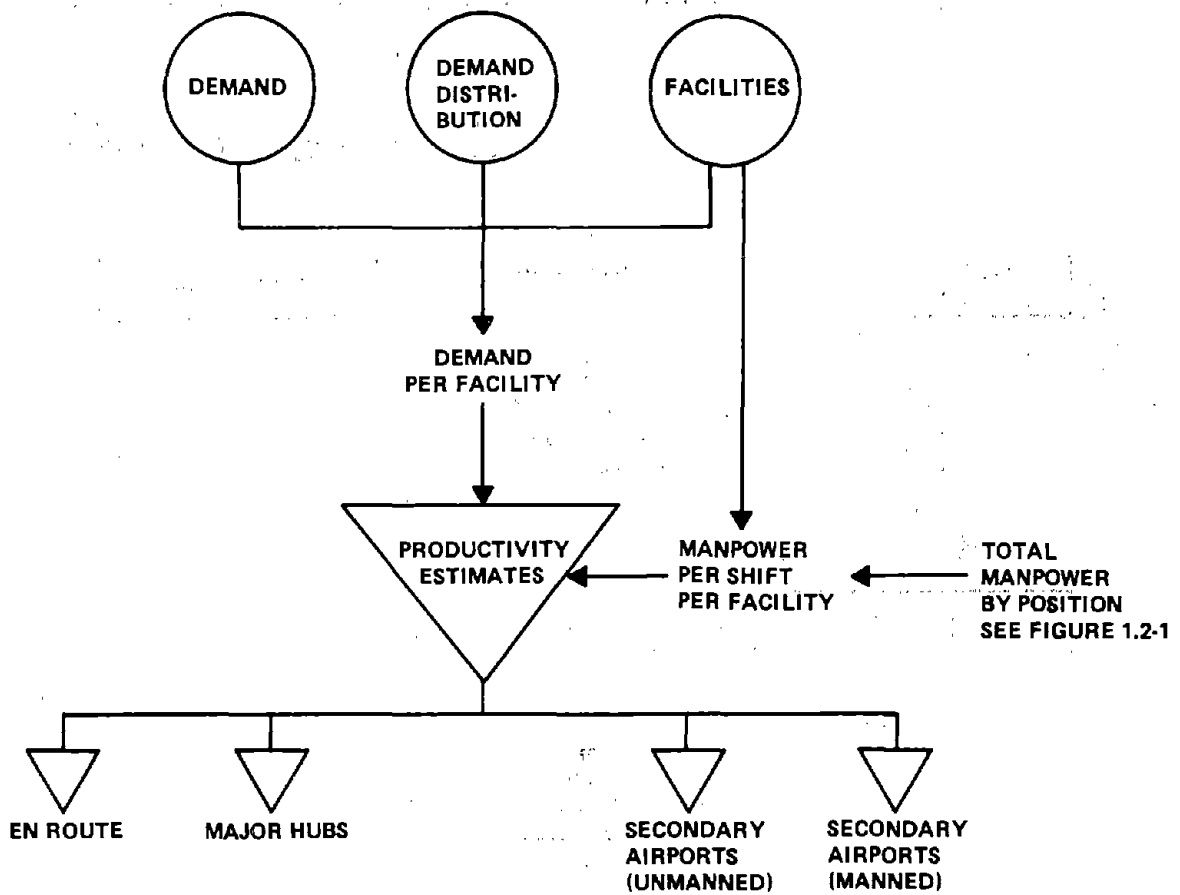 DEMAND
DEMAND
DISTRI-
BUTION
FACILITIES
DEMAND
PER FACILITY
PRODUCTIVITY
ESTIMATES
MANPOWER
PER SHIFT
PER FACILITY
TOTAL
MANPOWER
BY POSITION
SEE FIGURE 1.2-1
EN ROUTE
MAJOR HUBS
SECONDARY
AIRPORTS
(UNMANNED)
SECONDARY
AIRPORTS
(MANNED)